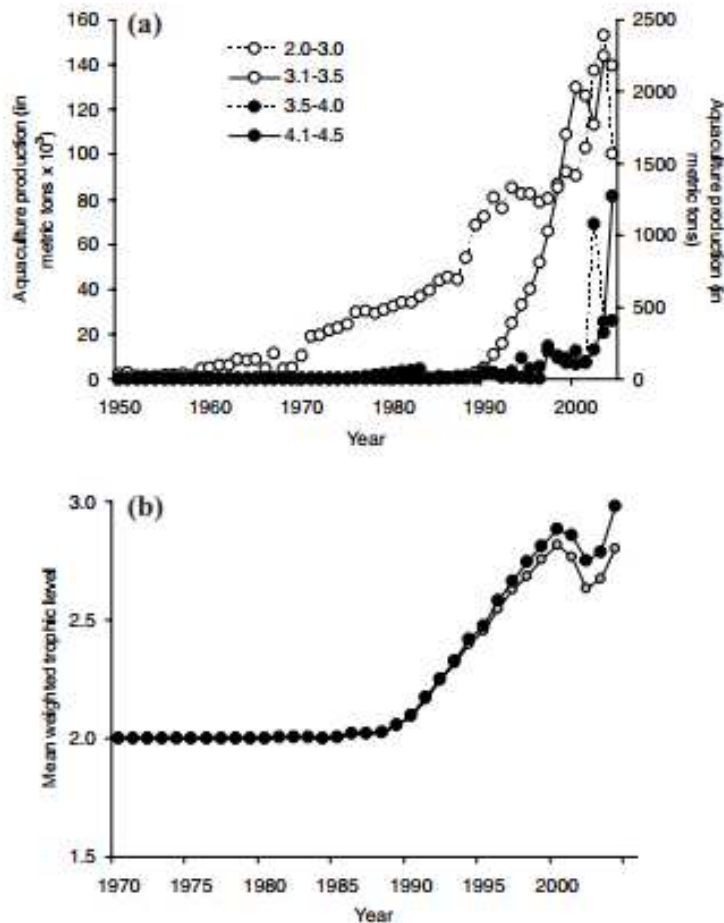 (a)
160
140
120
100
80
60
40
20
0
2500
2000
1500
1000
500
0
2.0-3.0
3.1-3.5
3.5-4.0
4.1-4.5
Aquaculture production (in
metric tons x 10³)
Aquaculture production (in
metric tons)
1950 1960 1970 1980 1990 2000
Year
(b)
3.0
2.5
2.0
1.5
Mean weighted trophic level
1970 1975 1980 1985 1990 1995 2000
Year